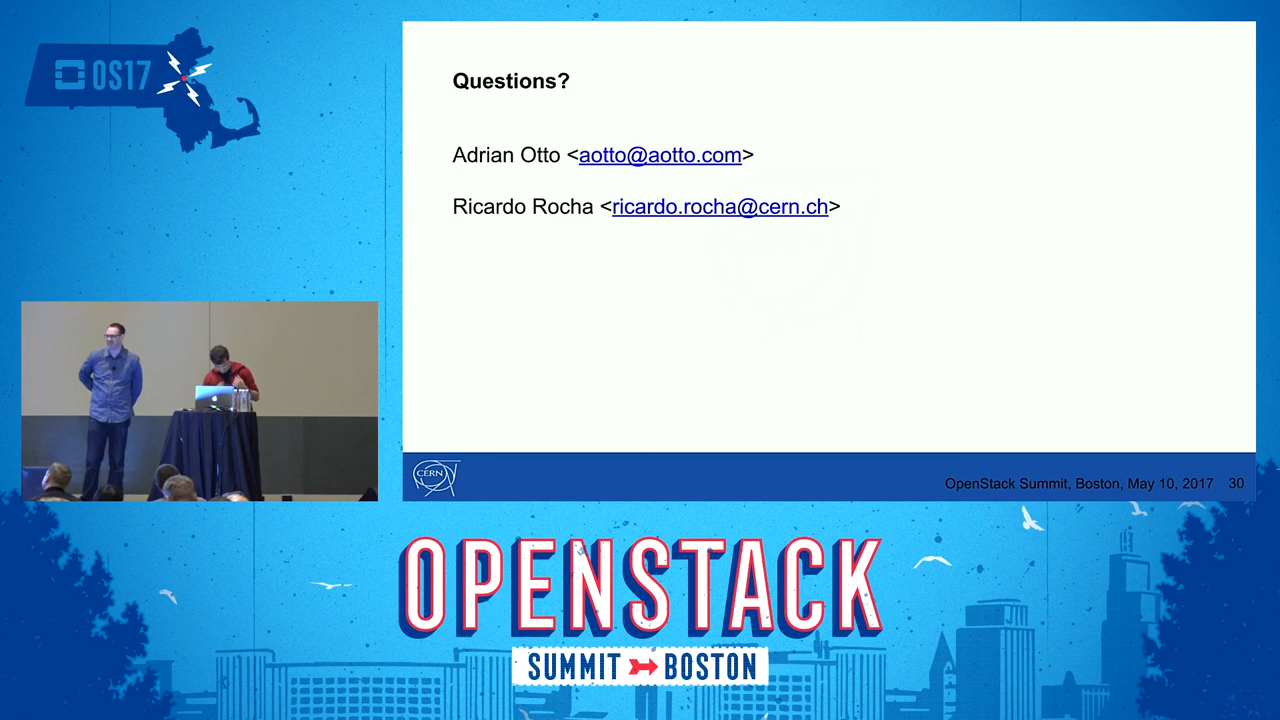 OS17
Questions?
Adrian Otto <aotto@aotto.com>
Ricardo Rocha <ricardo.rocha@cern.ch>
CERN
OpenStack Summit, Boston, May 10, 2017 30
OPENSTACK
SUMMIT BOSTON